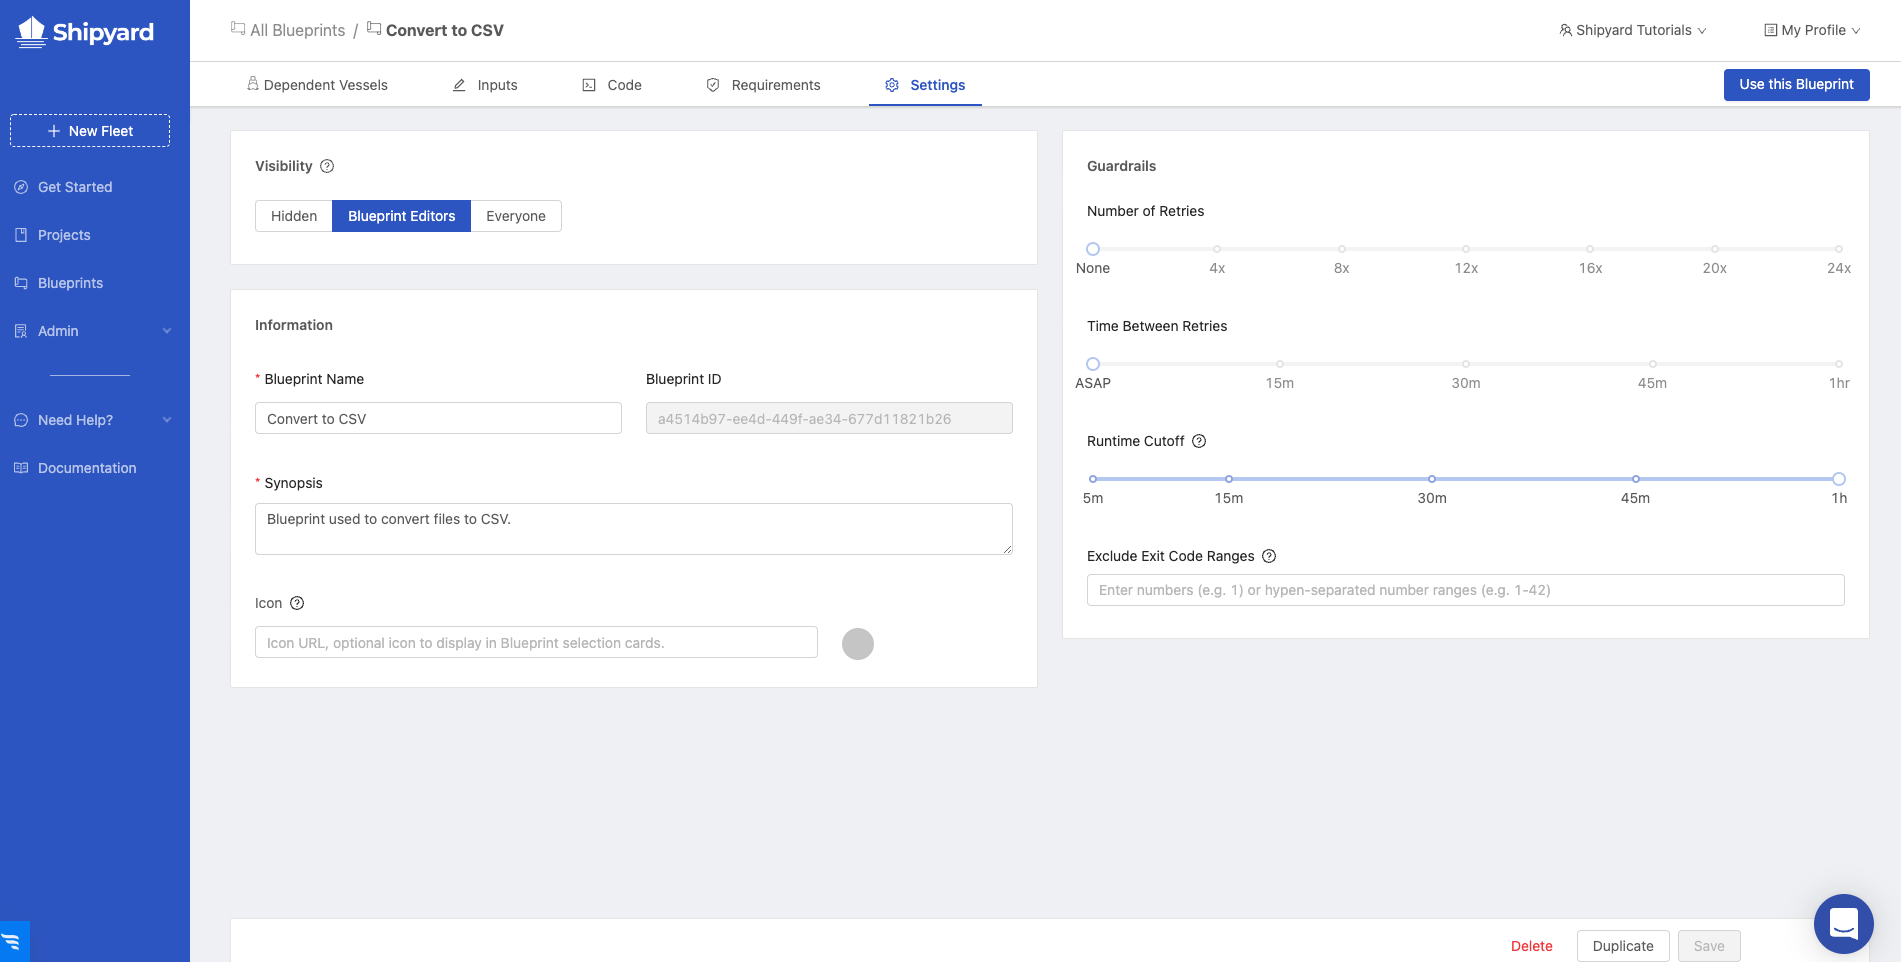 Shipyard
All Blueprints / Convert to CSV
Shipyard Tutorials
My Profile
Dependent Vessels
Inputs
Code
Requirements
Settings
Use this Blueprint
+ New Fleet
Get Started
Projects
Blueprints
Admin
Need Help?
Documentation
Visibility
Hidden
Blueprint Editors
Everyone
Information
* Blueprint Name
Blueprint ID
Convert to CSV
a4514b97-ee4d-449f-ae34-677d11821b26
* Synopsis
Blueprint used to convert files to CSV.
Icon
Icon URL, optional icon to display in Blueprint selection cards.
Guardrails
Number of Retries
None 4x 8x 12x 16x 20x 24x
Time Between Retries
ASAP 15m 30m 45m 1hr
Runtime Cutoff
5m 15m 30m 45m 1h
Exclude Exit Code Ranges
Enter numbers (e.g. 1) or hypen-separated number ranges (e.g. 1-42)
Delete
Duplicate
Save